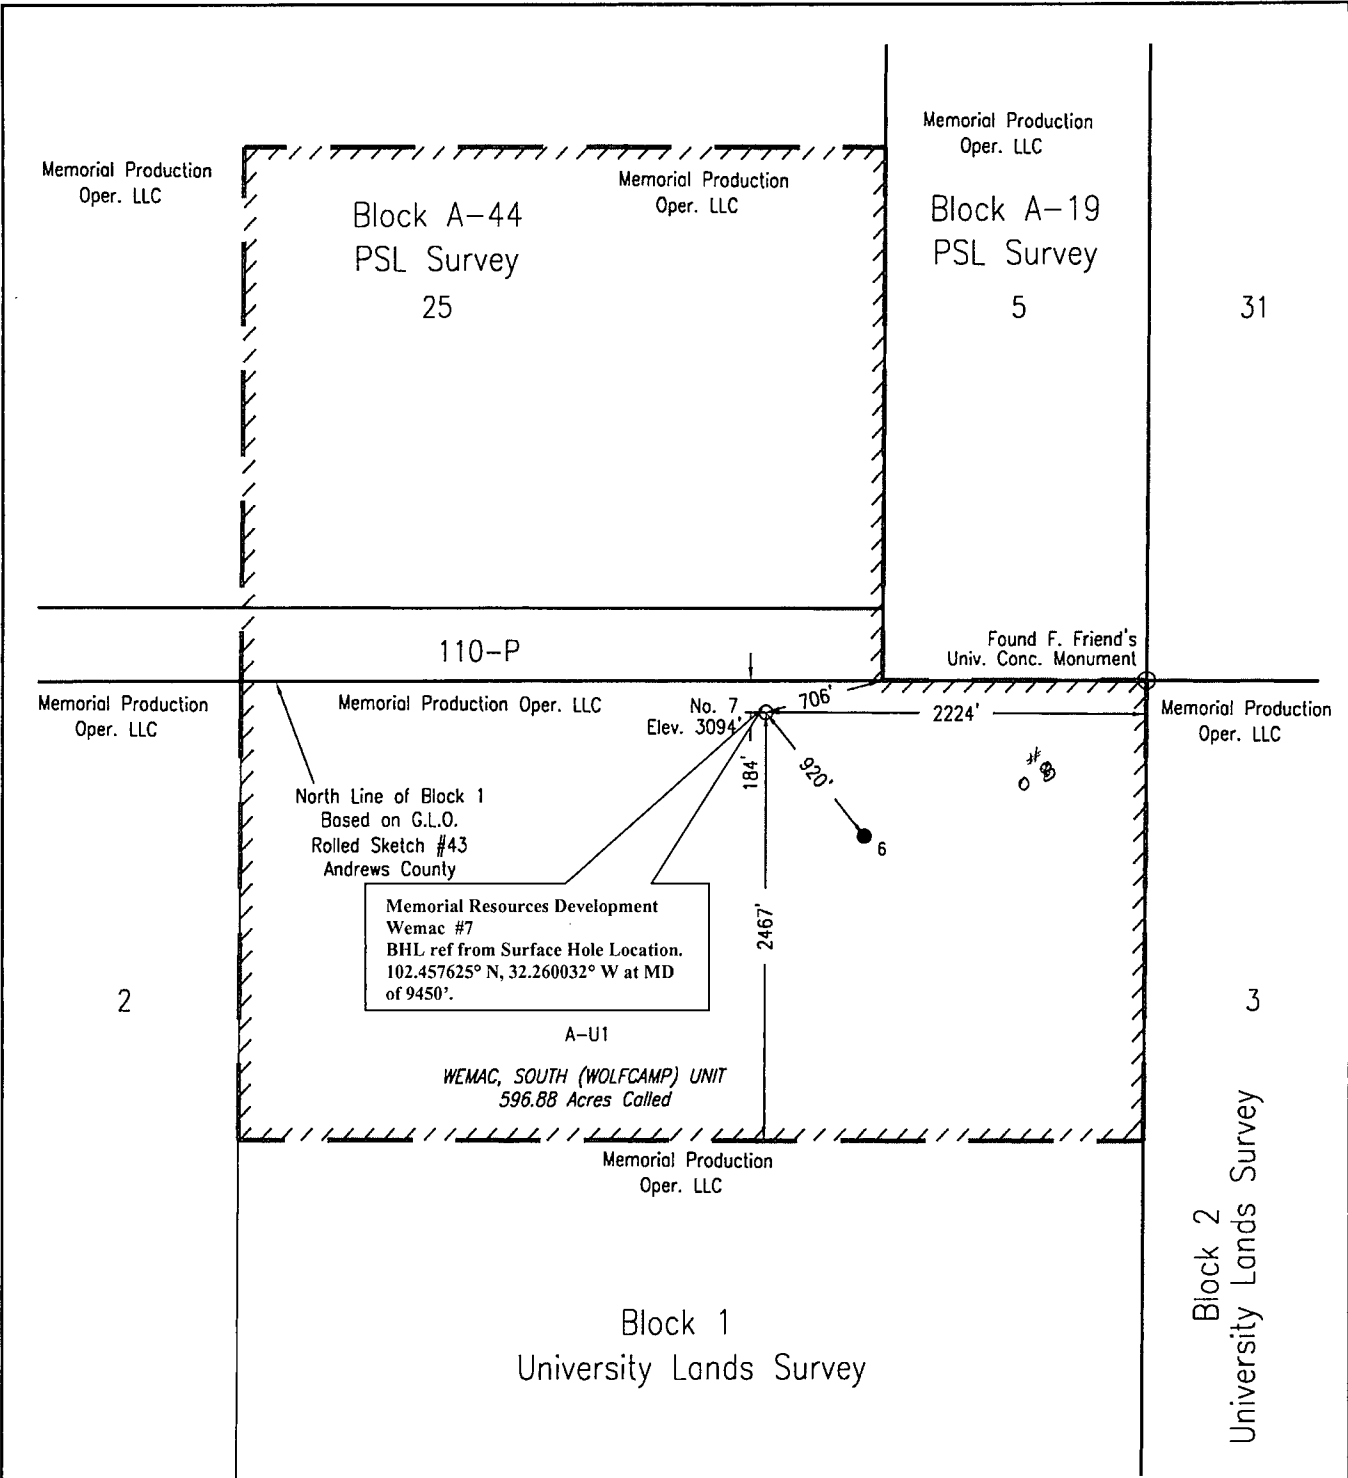 Memorial Production
Oper. LLC
Memorial Production
Oper. LLC
Memorial Production
Oper. LLC
Block A-44
PSL Survey
25
Block A-19
PSL Survey
5
31
110-P
Found F. Friend's
Univ. Conc. Monument
Memorial Production
Oper. LLC
Memorial Production Oper. LLC
No. 7
Elev. 3094'
706'
2224'
Memorial Production
Oper. LLC
184'
920'
#8
6
North Line of Block 1
Based on G.L.O.
Rolled Sketch #43
Andrews County
Memorial Resources Development
Wemac #7
BHL ref from Surface Hole Location.
102.457625° N, 32.260032° W at MD
of 9450'.
2467'
2
3
A-U1
WEMAC, SOUTH (WOLFCAMP) UNIT
596.88 Acres Called
Memorial Production
Oper. LLC
Block 1
University Lands Survey
Block 2
University Lands Survey